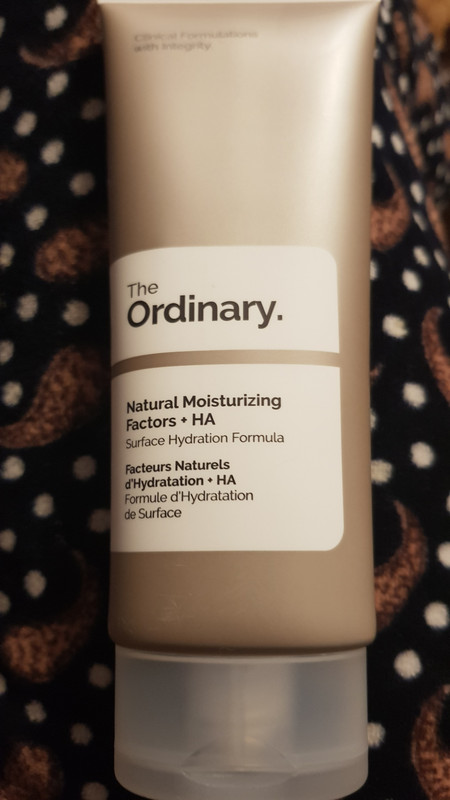 Clinical Formulations
with Integrity.
The
Ordinary.
Natural Moisturizing
Factors + HA
Surface Hydration Formula
Facteurs Naturels
d'Hydratation + HA
Formule d'Hydratation
de Surface